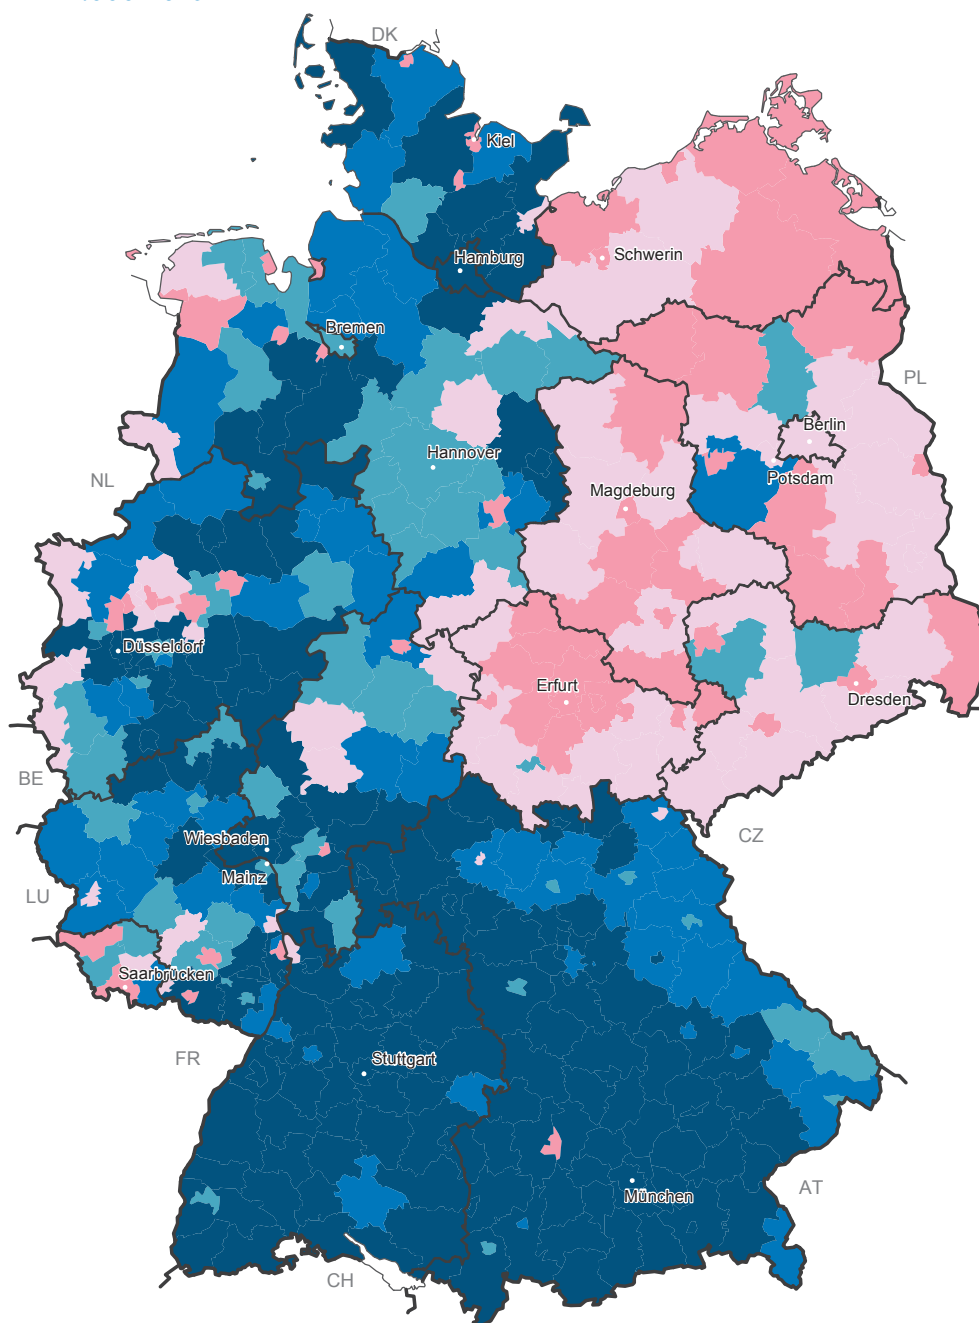 DK
Kiel
Hamburg
Schwerin
Bremen
PL
Berlin
Hannover
Potsdam
NL
Magdeburg
Düsseldorf
Erfurt
Dresden
BE
CZ
Wiesbaden
Mainz
LU
Saarbrücken
FR
Stuttgart
AT
München
CH